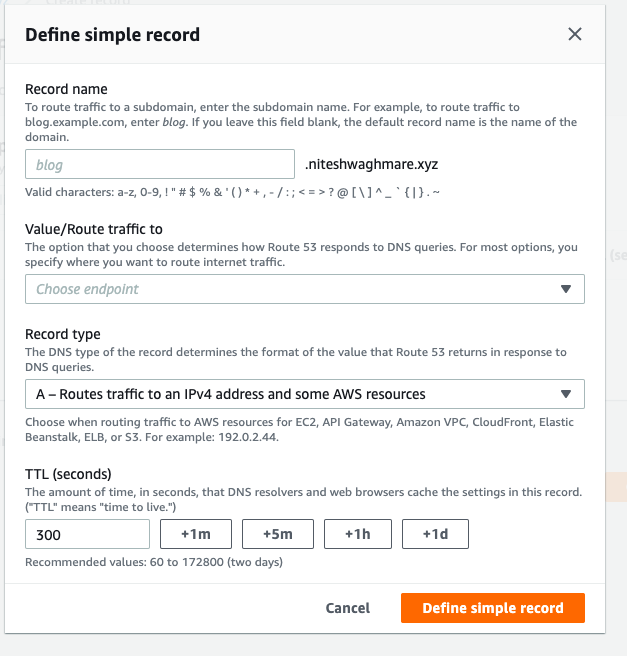 Create record
Define simple record
Record name
To route traffic to a subdomain, enter the subdomain name. For example, to route traffic to
blog.example.com, enter blog. If you leave this field blank, the default record name is the name of the
domain.
blog .niteshwaghmare.xyz
Valid characters: a-z, 0-9, ! " # $ % & ' ( ) * + , - / : ; < = > ? @ [ \ ] ^ _ ` { | } . ~
Value/Route traffic to
The option that you choose determines how Route 53 responds to DNS queries. For most options, you
specify where you want to route internet traffic.
(se
Choose endpoint
Record type
The DNS type of the record determines the format of the value that Route 53 returns in response to
DNS queries.
A – Routes traffic to an IPv4 address and some AWS resources
Choose when routing traffic to AWS resources for EC2, API Gateway, Amazon VPC, CloudFront, Elastic
Beanstalk, ELB, or S3. For example: 192.0.2.44.
TTL (seconds)
The amount of time, in seconds, that DNS resolvers and web browsers cache the settings in this record.
("TTL" means "time to live.")
300 +1m +5m +1h +1d
Recommended values: 60 to 172800 (two days)
Cancel Define simple record